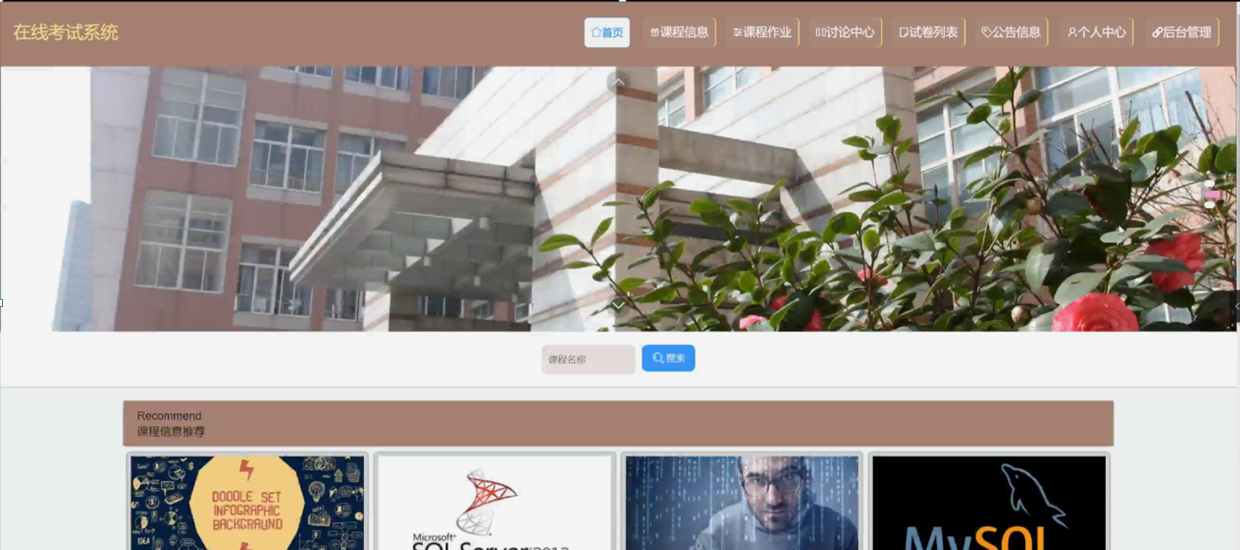 在线考试系统
首页
课程信息
课程作业
讨论中心
试卷列表
公告信息
个人中心
后台管理
课程名称
搜索
Recommend
课程信息推荐
DOODLE SET
INFOGRAPHIC
BACKGRAUND
Microsoft®
SQL Server 2012
MySQL